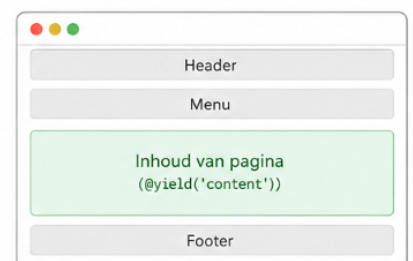 Header
Menu
Inhoud van pagina
(@yield('content'))
Footer